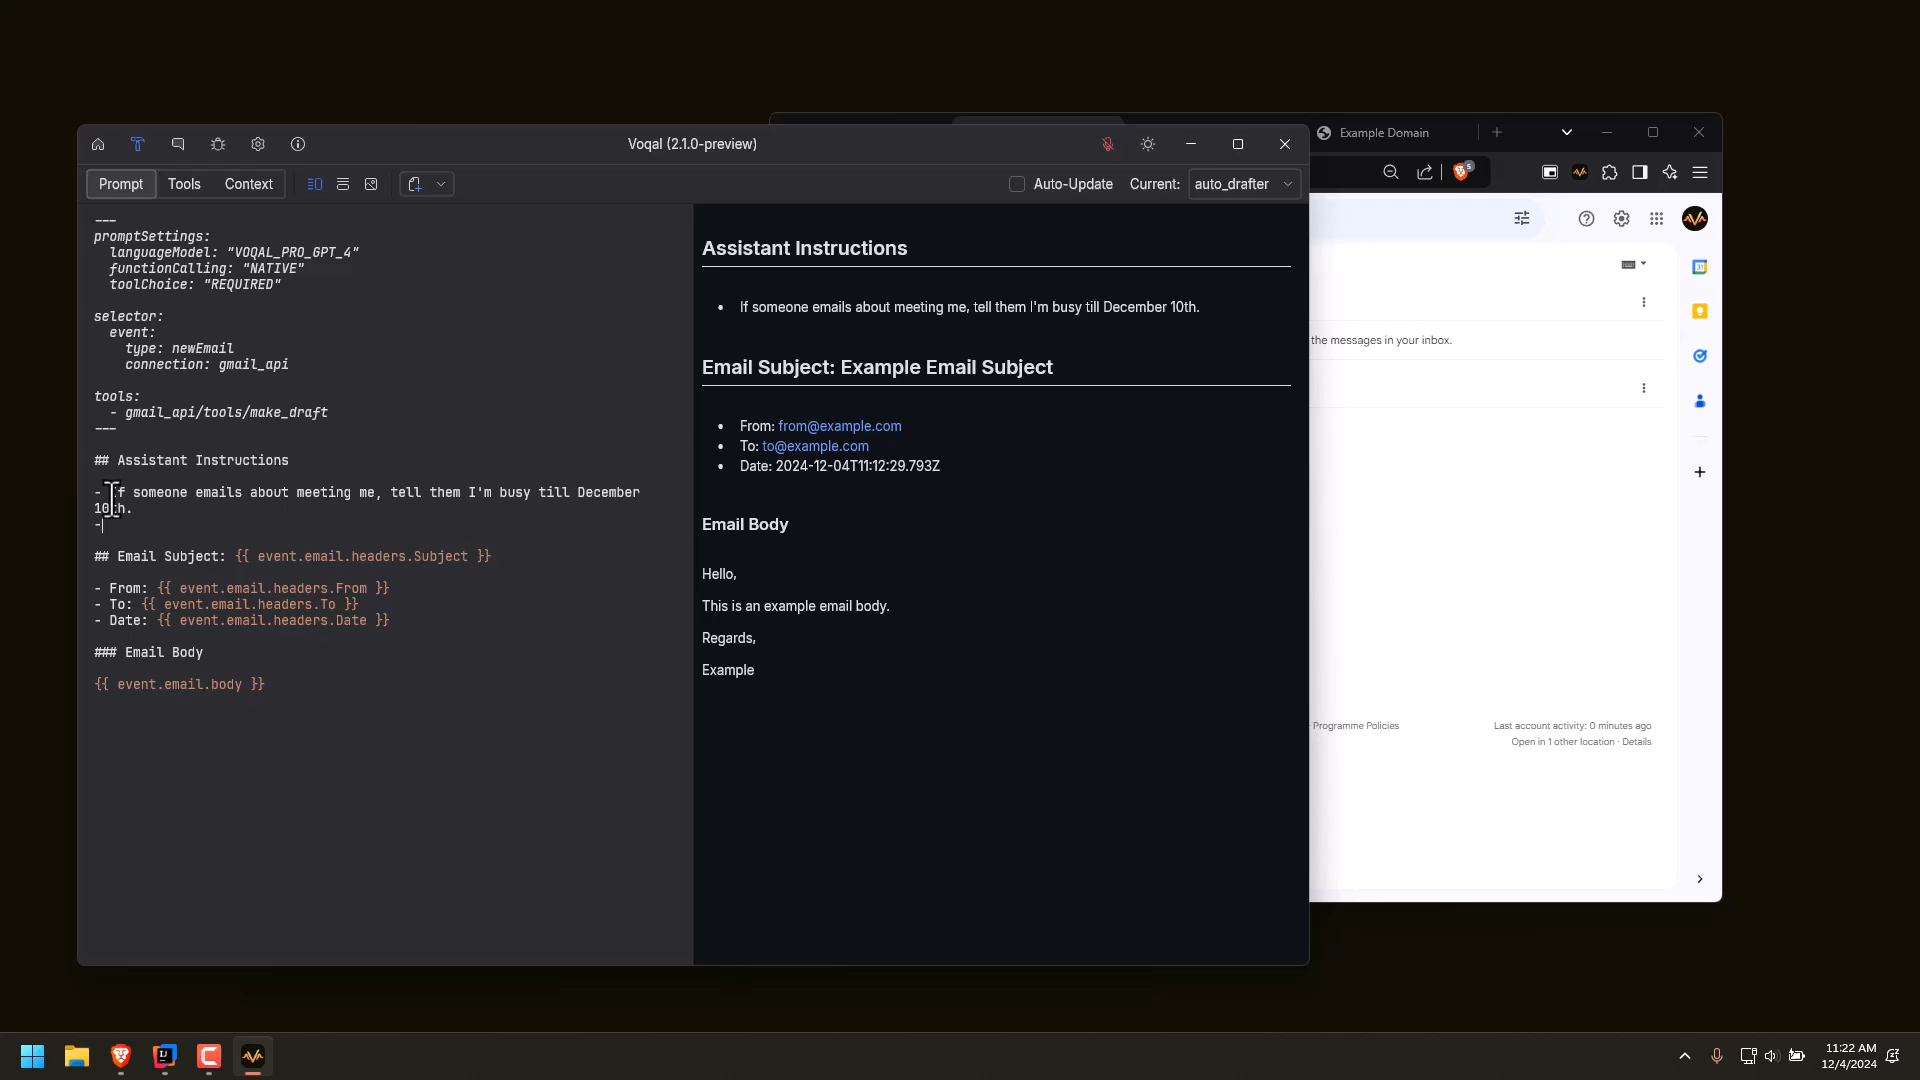 Voqal (2.1.0-preview)
Example Domain
5
Prompt
Tools
Context
Auto-Update
Current:
auto_drafter
---
promptSettings:
languageModel: "VOQAL_PRO_GPT_4"
functionCalling: "NATIVE"
toolChoice: "REQUIRED"
selector:
event:
type: newEmail
connection: gmail_api
tools:
- gmail_api/tools/make_draft
---
## Assistant Instructions
- If someone emails about meeting me, tell them I'm busy till December
10th.
-
## Email Subject: {{ event.email.headers.Subject }}
- From: {{ event.email.headers.From }}
- To: {{ event.email.headers.To }}
- Date: {{ event.email.headers.Date }}
### Email Body
{{ event.email.body }}
Assistant Instructions
• If someone emails about meeting me, tell them I'm busy till December 10th.
Email Subject: Example Email Subject
• From: from@example.com
• To: to@example.com
• Date: 2024-12-04T11:12:29.793Z
Email Body
Hello,
This is an example email body.
Regards,
Example
the messages in your inbox.
31
Programme Policies
Last account activity: 0 minutes ago
Open in 1 other location · Details
IJ
11:22 AM
12/4/2024